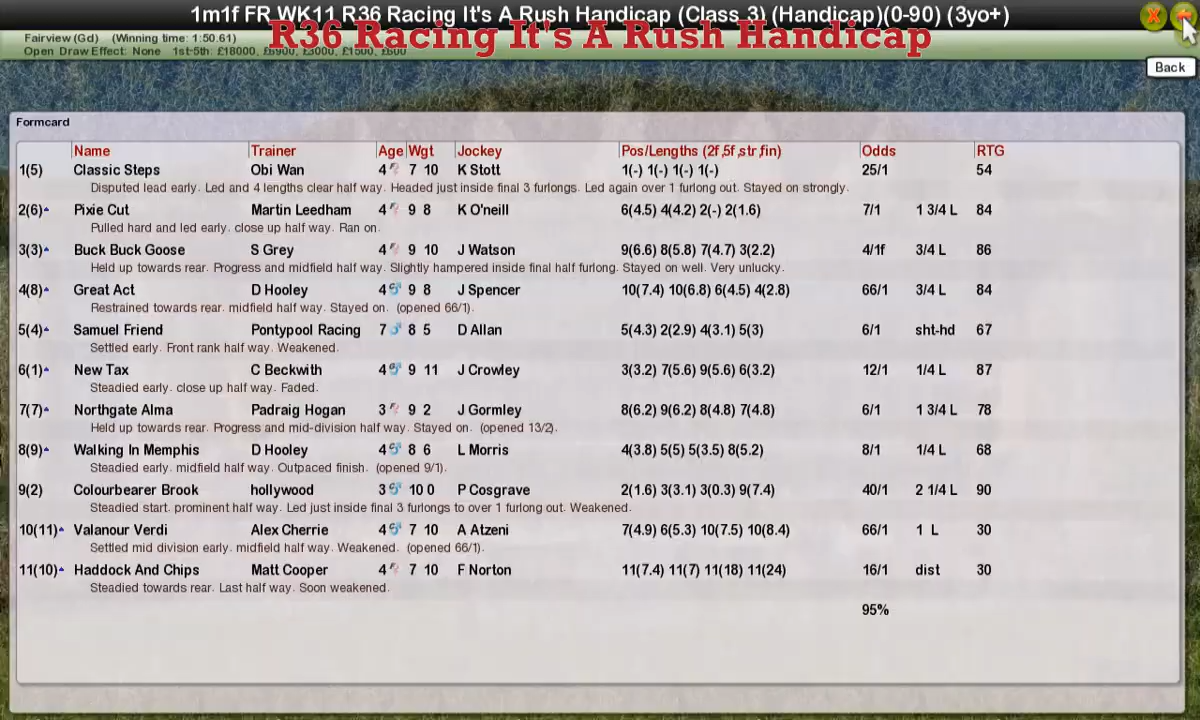 1m1f FR WK11 R36 Racing It's A Rush Handicap (Class 3) (Handicap)(0-90) (3yo+)
R36 Racing It's A Rush Handicap
Fairview (Gd) (Winning time: 1:50.61)
Open Draw Effect: None 1st-5th: £18000, £6900, £3000, £1500, £600
Back
Formcard
Name Trainer Age Wgt Jockey Pos/Lengths (2f,5f,str,fin) Odds RTG
1(5) Classic Steps Obi Wan 4 7 10 K Stott 1(-) 1(-) 1(-) 1(-) 25/1 54
Disputed lead early. Led and 4 lengths clear half way. Headed just inside final 3 furlongs. Led again over 1 furlong out. Stayed on strongly.
2(6) Pixie Cut Martin Leedham 4 9 8 K O'neill 6(4.5) 4(4.2) 2(-) 2(1.6) 7/1 1 3/4 L 84
Pulled hard and led early. close up half way. Ran on.
3(3) Buck Buck Goose S Grey 4 9 10 J Watson 9(6.6) 8(5.8) 7(4.7) 3(2.2) 4/1f 3/4 L 86
Held up towards rear. Progress and midfield half way. Slightly hampered inside final half furlong. Stayed on well. Very unlucky.
4(8) Great Act D Hooley 4 9 8 J Spencer 10(7.4) 10(6.8) 6(4.5) 4(2.8) 66/1 3/4 L 84
Restrained towards rear. midfield half way. Stayed on. (opened 66/1).
5(4) Samuel Friend Pontypool Racing 7 8 5 D Allan 5(4.3) 2(2.9) 4(3.1) 5(3) 6/1 sht-hd 67
Settled early. Front rank half way. Weakened.
6(1) New Tax C Beckwith 4 9 11 J Crowley 3(3.2) 7(5.6) 9(5.6) 6(3.2) 12/1 1/4 L 87
Steadied early. close up half way. Faded.
7(7) Northgate Alma Padraig Hogan 3 9 2 J Gormley 8(6.2) 9(6.2) 8(4.8) 7(4.8) 6/1 1 3/4 L 78
Held up towards rear. Progress and mid-division half way. Stayed on. (opened 13/2).
8(9) Walking In Memphis D Hooley 4 8 6 L Morris 4(3.8) 5(5) 5(3.5) 8(5.2) 8/1 1/4 L 68
Steadied early. midfield half way. Outpaced finish. (opened 9/1).
9(2) Colourbearer Brook hollywood 3 10 0 P Cosgrave 2(1.6) 3(3.1) 3(0.3) 9(7.4) 40/1 2 1/4 L 90
Steadied start. prominent half way. Led just inside final 3 furlongs to over 1 furlong out. Weakened.
10(11) Valanour Verdi Alex Cherrie 4 7 10 A Atzeni 7(4.9) 6(5.3) 10(7.5) 10(8.4) 66/1 1 L 30
Settled mid division early. midfield half way. Weakened. (opened 66/1).
11(10) Haddock And Chips Matt Cooper 4 7 10 F Norton 11(7.4) 11(7) 11(18) 11(24) 16/1 dist 30
Steadied towards rear. Last half way. Soon weakened.
95%